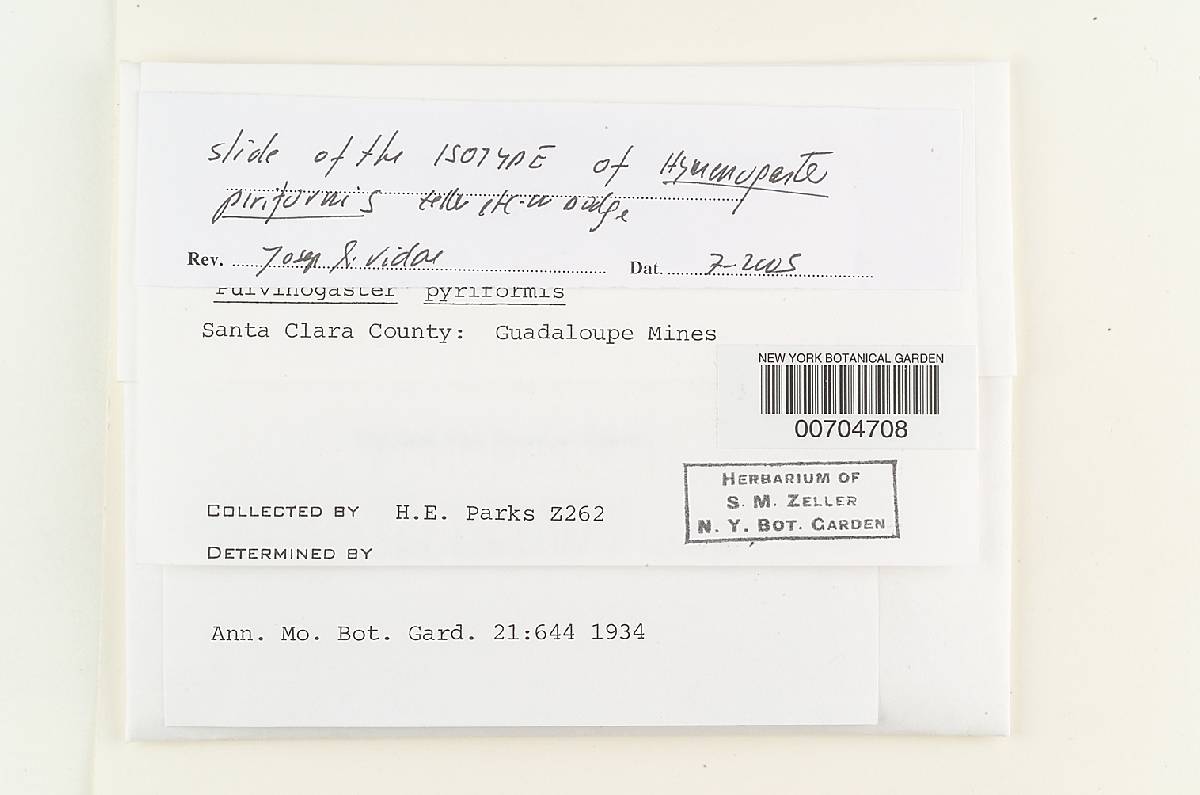 slide of the ISOTYPE of Hymenogaster
piriformis Zeller et Dodge
Rev. Josep Vidal Dat. 7-2005
Fulvinogaster pyriformis
Santa Clara County: Guadaloupe Mines
NEW YORK BOTANICAL GARDEN
00704708
HERBARIUM OF
S. M. ZELLER
N. Y. BOT. GARDEN
COLLECTED BY H.E. Parks Z262
DETERMINED BY
Ann. Mo. Bot. Gard. 21:644 1934